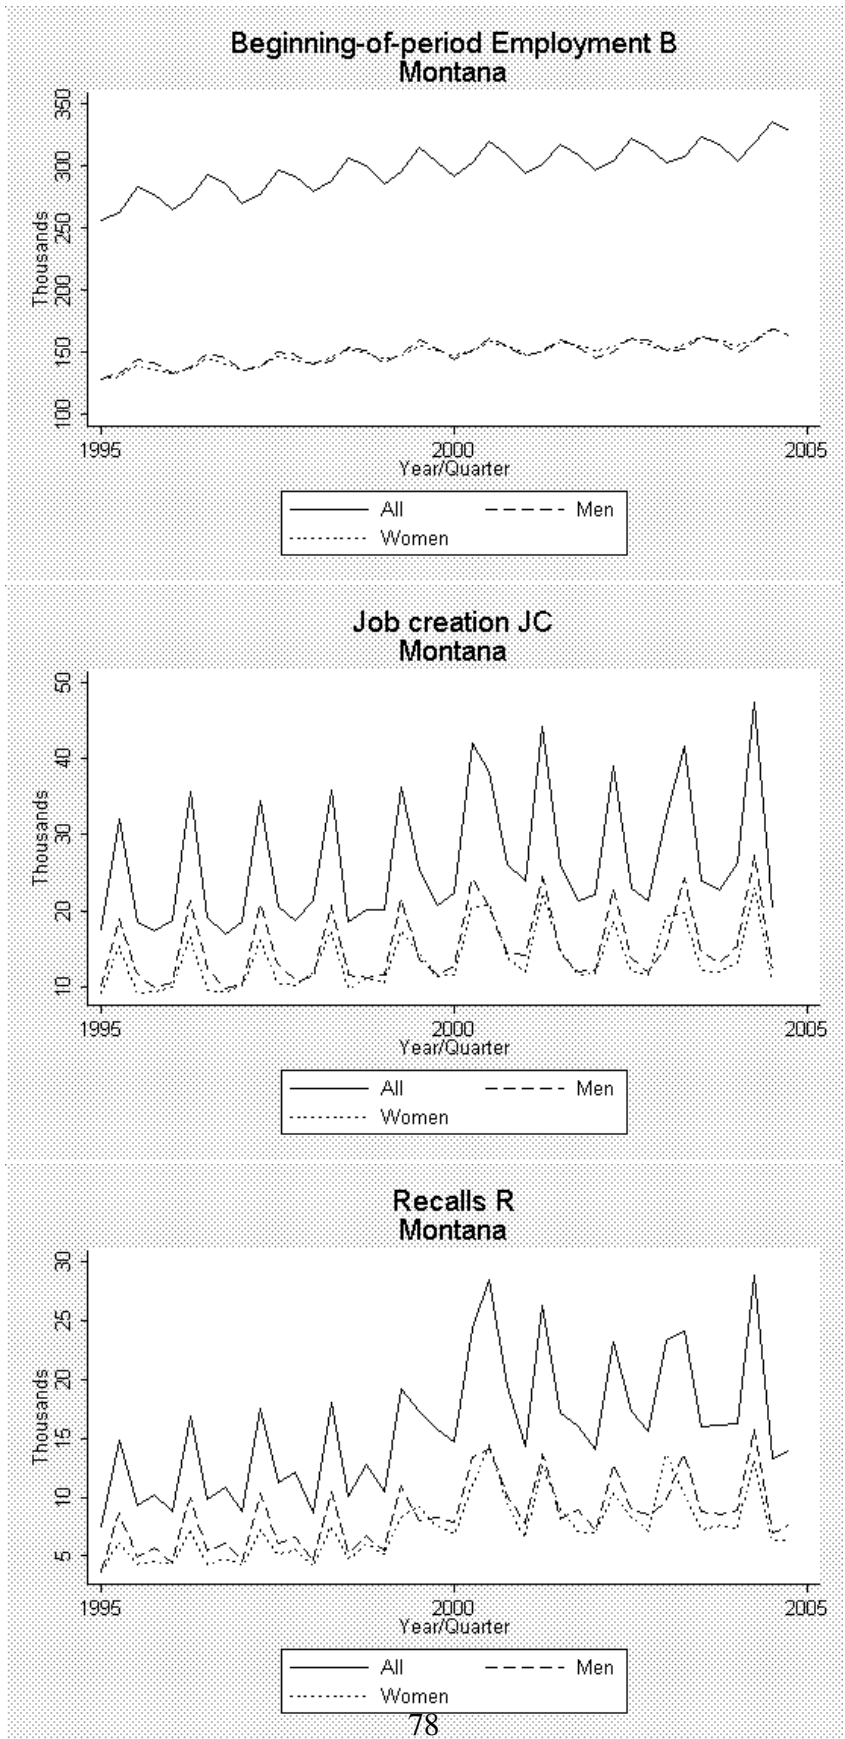 Beginning-of-period Employment B
Montana
Thousands
350
300
250
200
150
100
1995 2000 2005
Year/Quarter
All Men
Women
Job creation JC
Montana
Thousands
50
40
30
20
10
1995 2000 2005
Year/Quarter
All Men
Women
Recalls R
Montana
Thousands
30
25
20
15
10
5
1995 2000 2005
Year/Quarter
All Men
Women
78